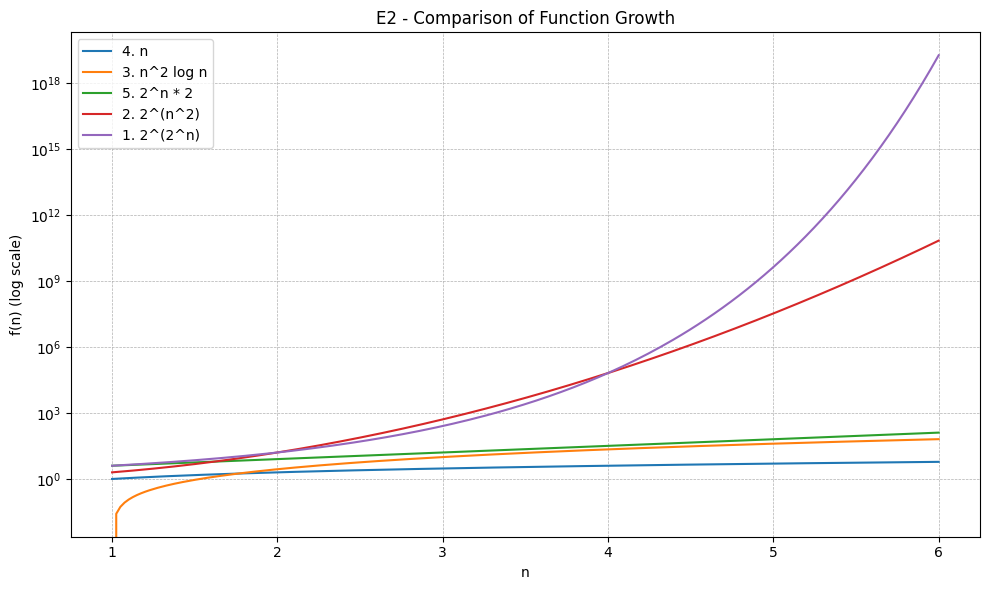 E2 - Comparison of Function Growth
4. n
3. n^2 log n
5. 2^n * 2
2. 2^(n^2)
1. 2^(2^n)
f(n) (log scale)
10^18
10^15
10^12
10^9
10^6
10^3
10^0
1 2 3 4 5 6
n